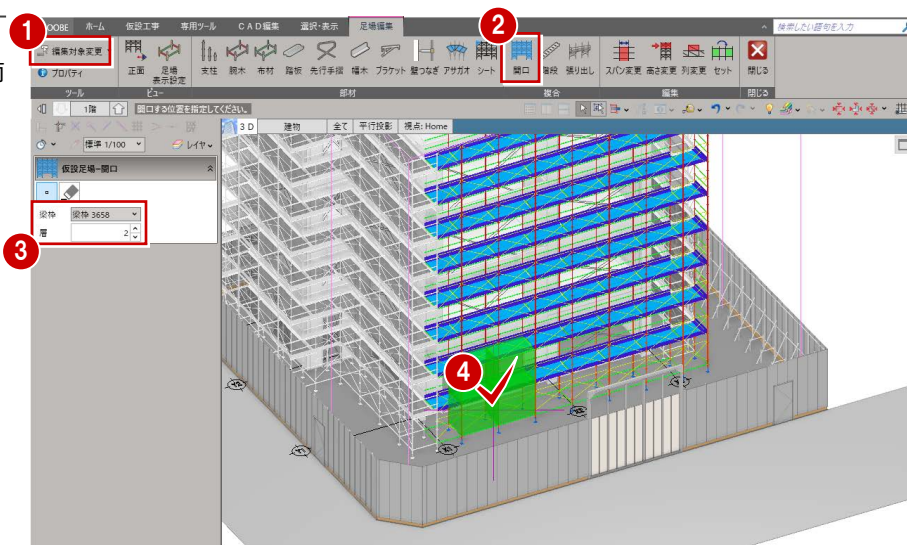 OOBE ホーム 仮設工事 専用ツール CAD編集 選択・表示 足場編集 検索したい語句を入力
1
2
編集対象変更
プロパティ
正面 足場表示設定 支柱 腕木 布材 踏板 先行手摺 幅木 ブラケット 壁つなぎ アサガオ シート 開口 階段 張り出し スパン変更 高さ変更 列変更 セット 閉じる
ツール ビュー 部材 複合 編集 閉じる
1階 開口する位置を指定してください。
3D 建物 全て 平行投影 視点: Home
標準 1/100 レイヤ
仮設足場-開口
梁枠 梁枠 3658
層 2
3
4
Y2
Y1
X1